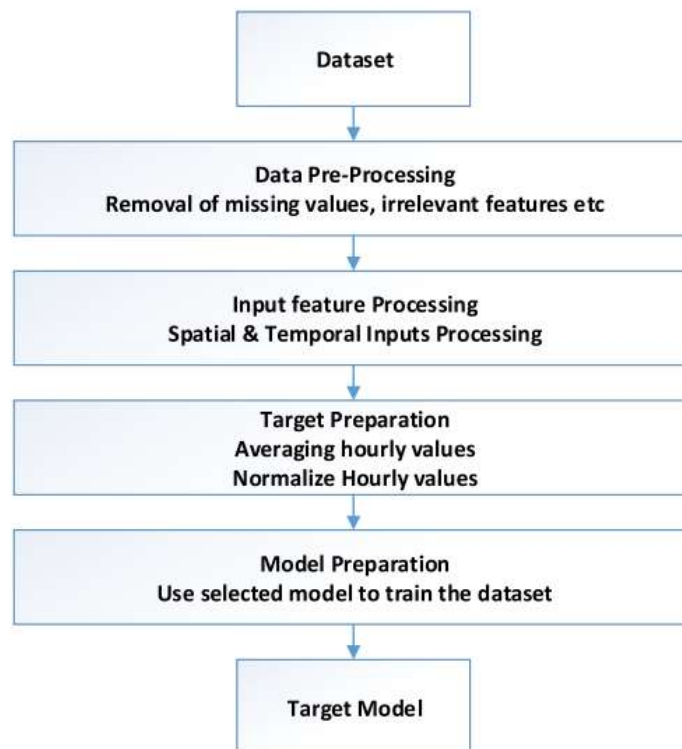 Dataset
Data Pre-Processing
Removal of missing values, irrelevant features etc
Input feature Processing
Spatial & Temporal Inputs Processing
Target Preparation
Averaging hourly values
Normalize Hourly values
Model Preparation
Use selected model to train the dataset
Target Model